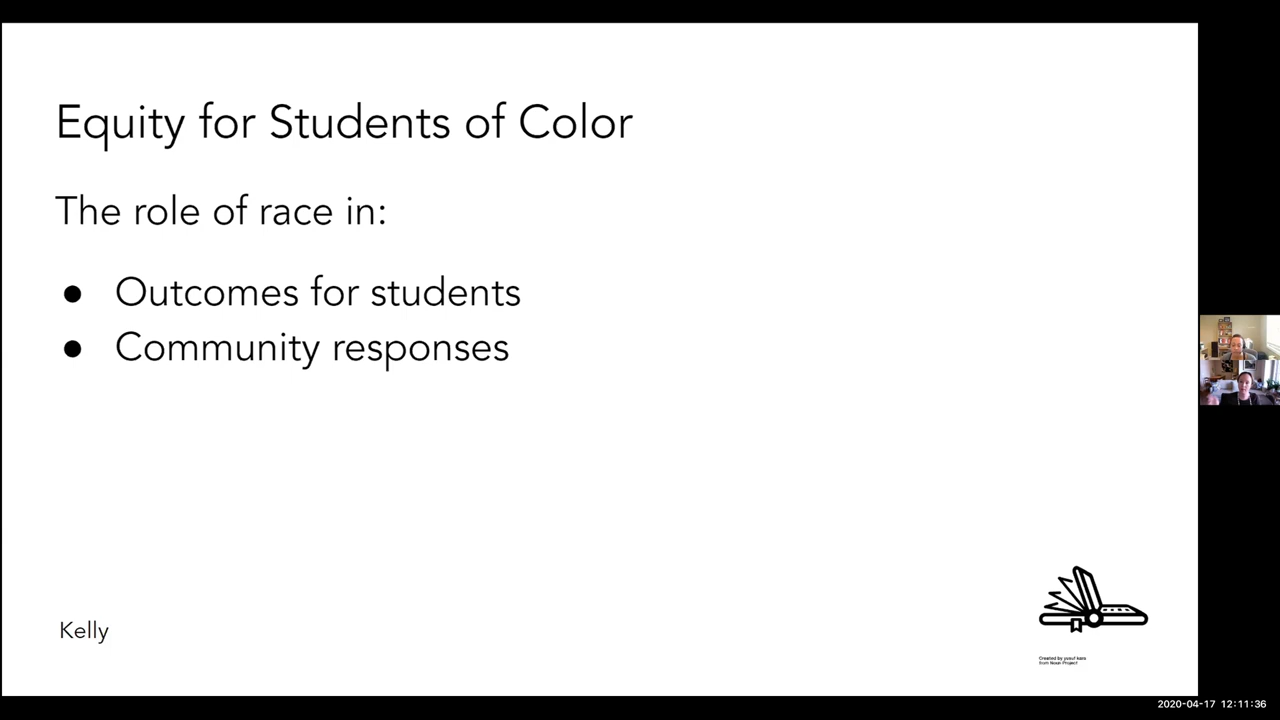 Equity for Students of Color
The role of race in:
● Outcomes for students
● Community responses
Kelly
Created by yusuf kara
from Noun Project
2020-04-17 12:11:36